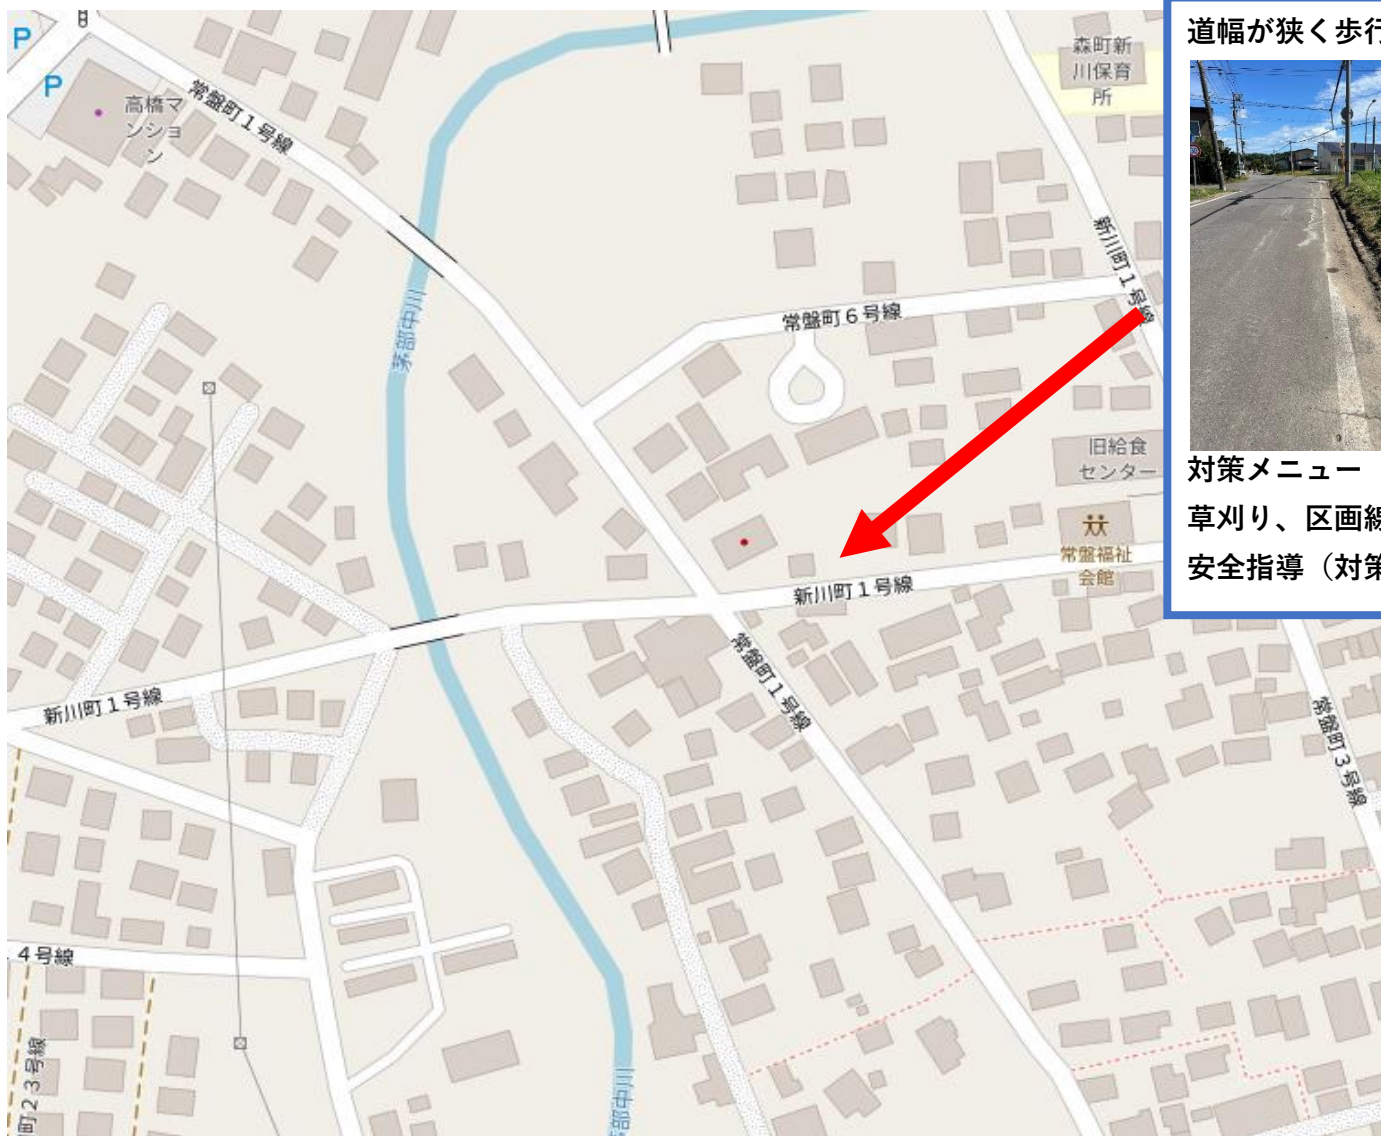 P
P
高橋マ
ンショ
ン
常盤町1号線
森町新
川保育
所
新川町1号線
茅部中川
常盤町6号線
旧給食
センター
常盤福祉
会館
新川町1号線
常盤町1号線
新川町1号線
常盤町3号線
4号線
町23号線
部中川
道幅が狭く歩行
対策メニュー
草刈り、区画線
安全指導（対策